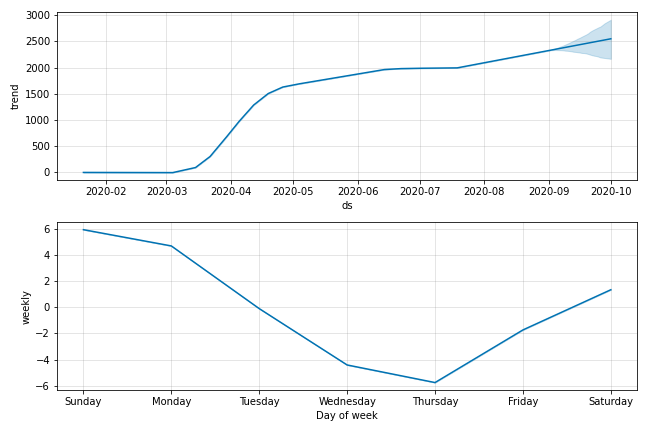 3000
2500
2000
1500
1000
500
0
trend
2020-02 2020-03 2020-04 2020-05 2020-06 2020-07 2020-08 2020-09 2020-10
ds
6
4
2
0
−2
−4
−6
weekly
Sunday Monday Tuesday Wednesday Thursday Friday Saturday
Day of week